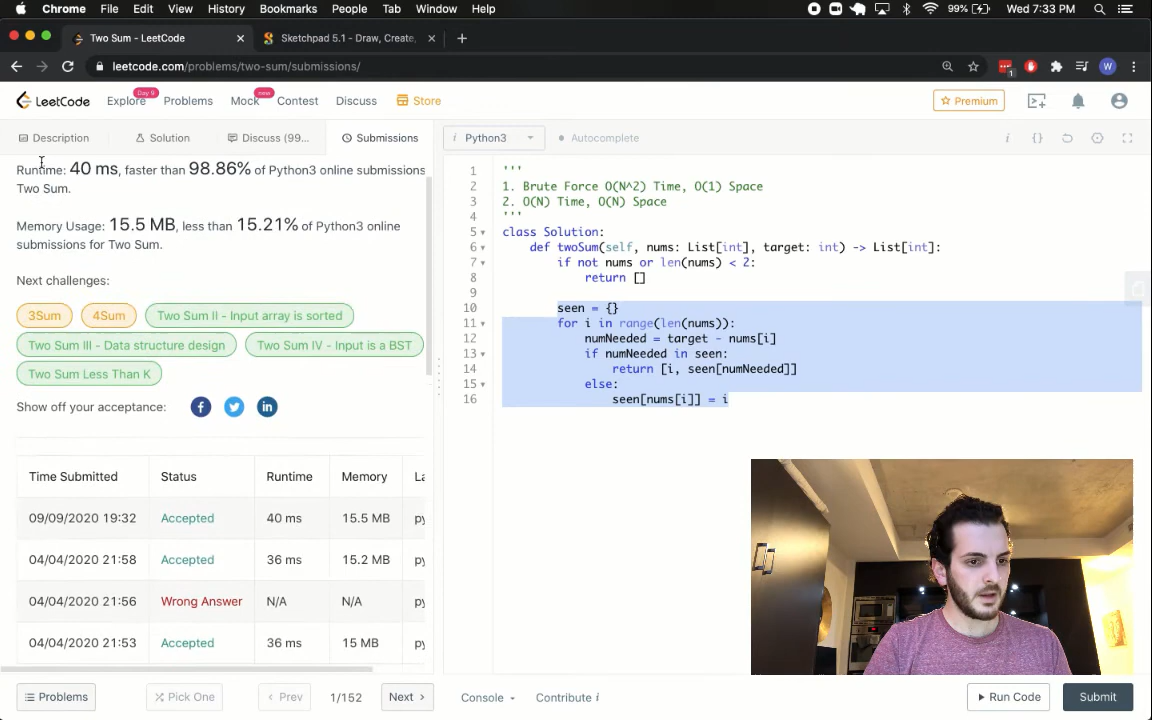 Chrome File Edit View History Bookmarks People Tab Window Help 99% Wed 7:33 PM
Two Sum - LeetCode Sketchpad 5.1 - Draw, Create,
leetcode.com/problems/two-sum/submissions/ 1 W
LeetCode Explore Day 9 Problems Mock new Contest Discuss Store Premium
Description Solution Discuss (99... Submissions i Python3 Autocomplete
Runtime: 40 ms, faster than 98.86% of Python3 online submissions
Two Sum.
Memory Usage: 15.5 MB, less than 15.21% of Python3 online
submissions for Two Sum.
Next challenges:
3Sum 4Sum Two Sum II - Input array is sorted
Two Sum III - Data structure design Two Sum IV - Input is a BST
Two Sum Less Than K
Show off your acceptance:
Time Submitted Status Runtime Memory La
09/09/2020 19:32 Accepted 40 ms 15.5 MB py
04/04/2020 21:58 Accepted 36 ms 15.2 MB py
04/04/2020 21:56 Wrong Answer N/A N/A py
04/04/2020 21:53 Accepted 36 ms 15 MB py
1 '''
2 1. Brute Force O(N^2) Time, O(1) Space
3 2. O(N) Time, O(N) Space
4 '''
5 class Solution:
6 def twoSum(self, nums: List[int], target: int) -> List[int]:
7 if not nums or len(nums) < 2:
8 return []
9
10 seen = {}
11 for i in range(len(nums)):
12 numNeeded = target - nums[i]
13 if numNeeded in seen:
14 return [i, seen[numNeeded]]
15 else:
16 seen[nums[i]] = i
Problems Pick One Prev 1/152 Next Console Contribute i Run Code Submit